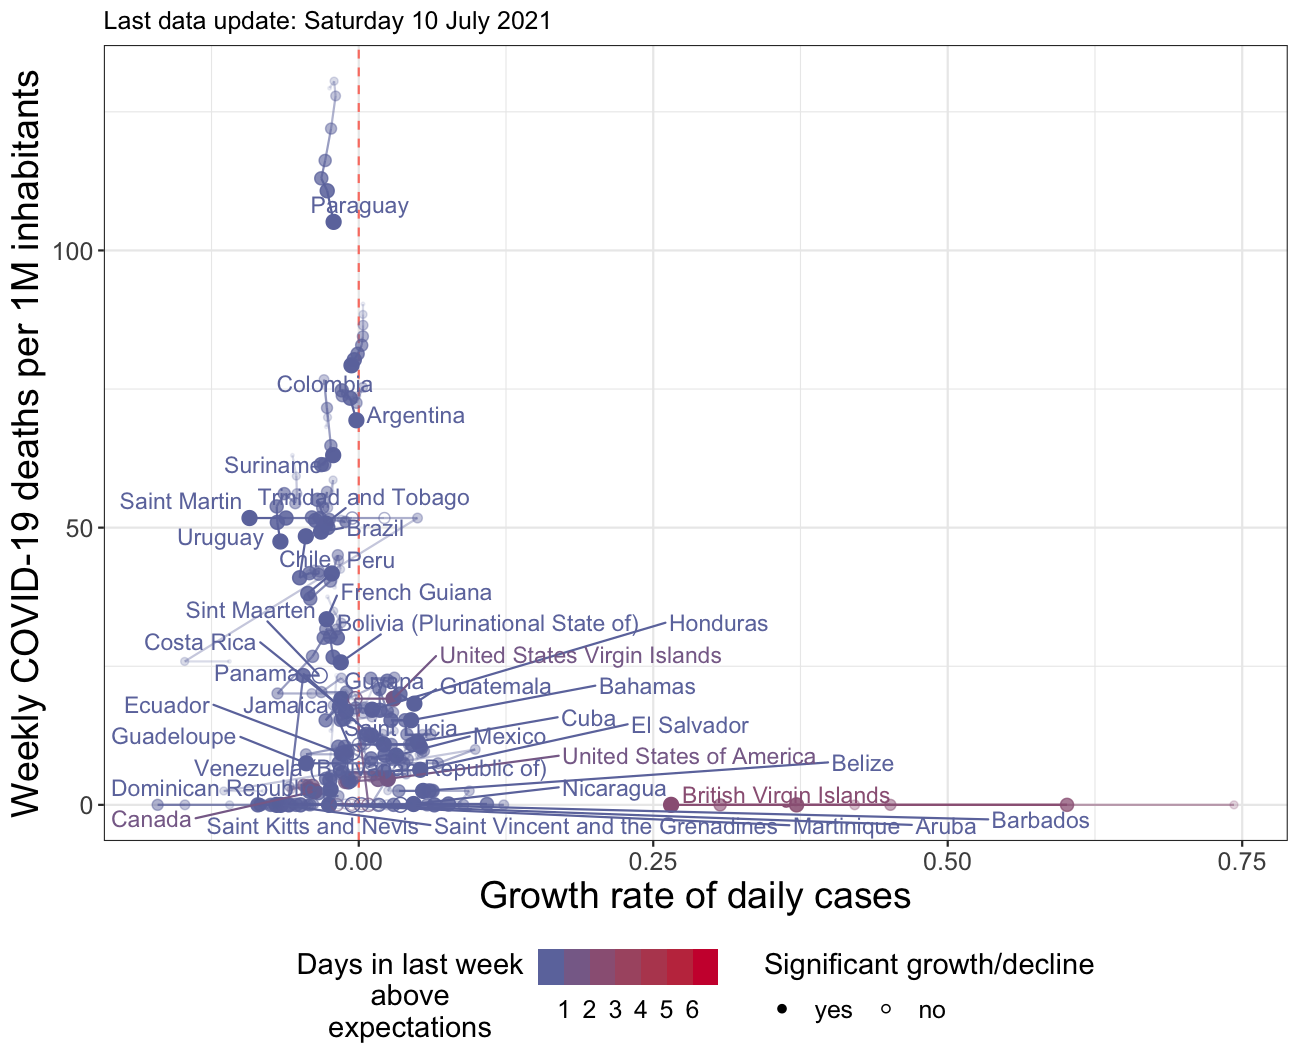 Last data update: Saturday 10 July 2021
Weekly COVID-19 deaths per 1M inhabitants
100
50
0
Paraguay
Colombia
Argentina
Suriname
Saint Martin
Trinidad and Tobago
Uruguay
Brazil
Chile
Peru
French Guiana
Sint Maarten
Bolivia (Plurinational State of)
Honduras
Costa Rica
United States Virgin Islands
Panama
Guyana
Guatemala
Bahamas
Ecuador
Jamaica
Cuba
El Salvador
Saint Lucia
Guadeloupe
Mexico
United States of America
Belize
Venezuela (Bolivarian Republic of)
Dominican Republic
Nicaragua
British Virgin Islands
Canada
Saint Kitts and Nevis
Saint Vincent and the Grenadines
Martinique
Aruba
Barbados
0.00
0.25
0.50
0.75
Growth rate of daily cases
Days in last week
above
expectations
1 2 3 4 5 6
Significant growth/decline
yes
no